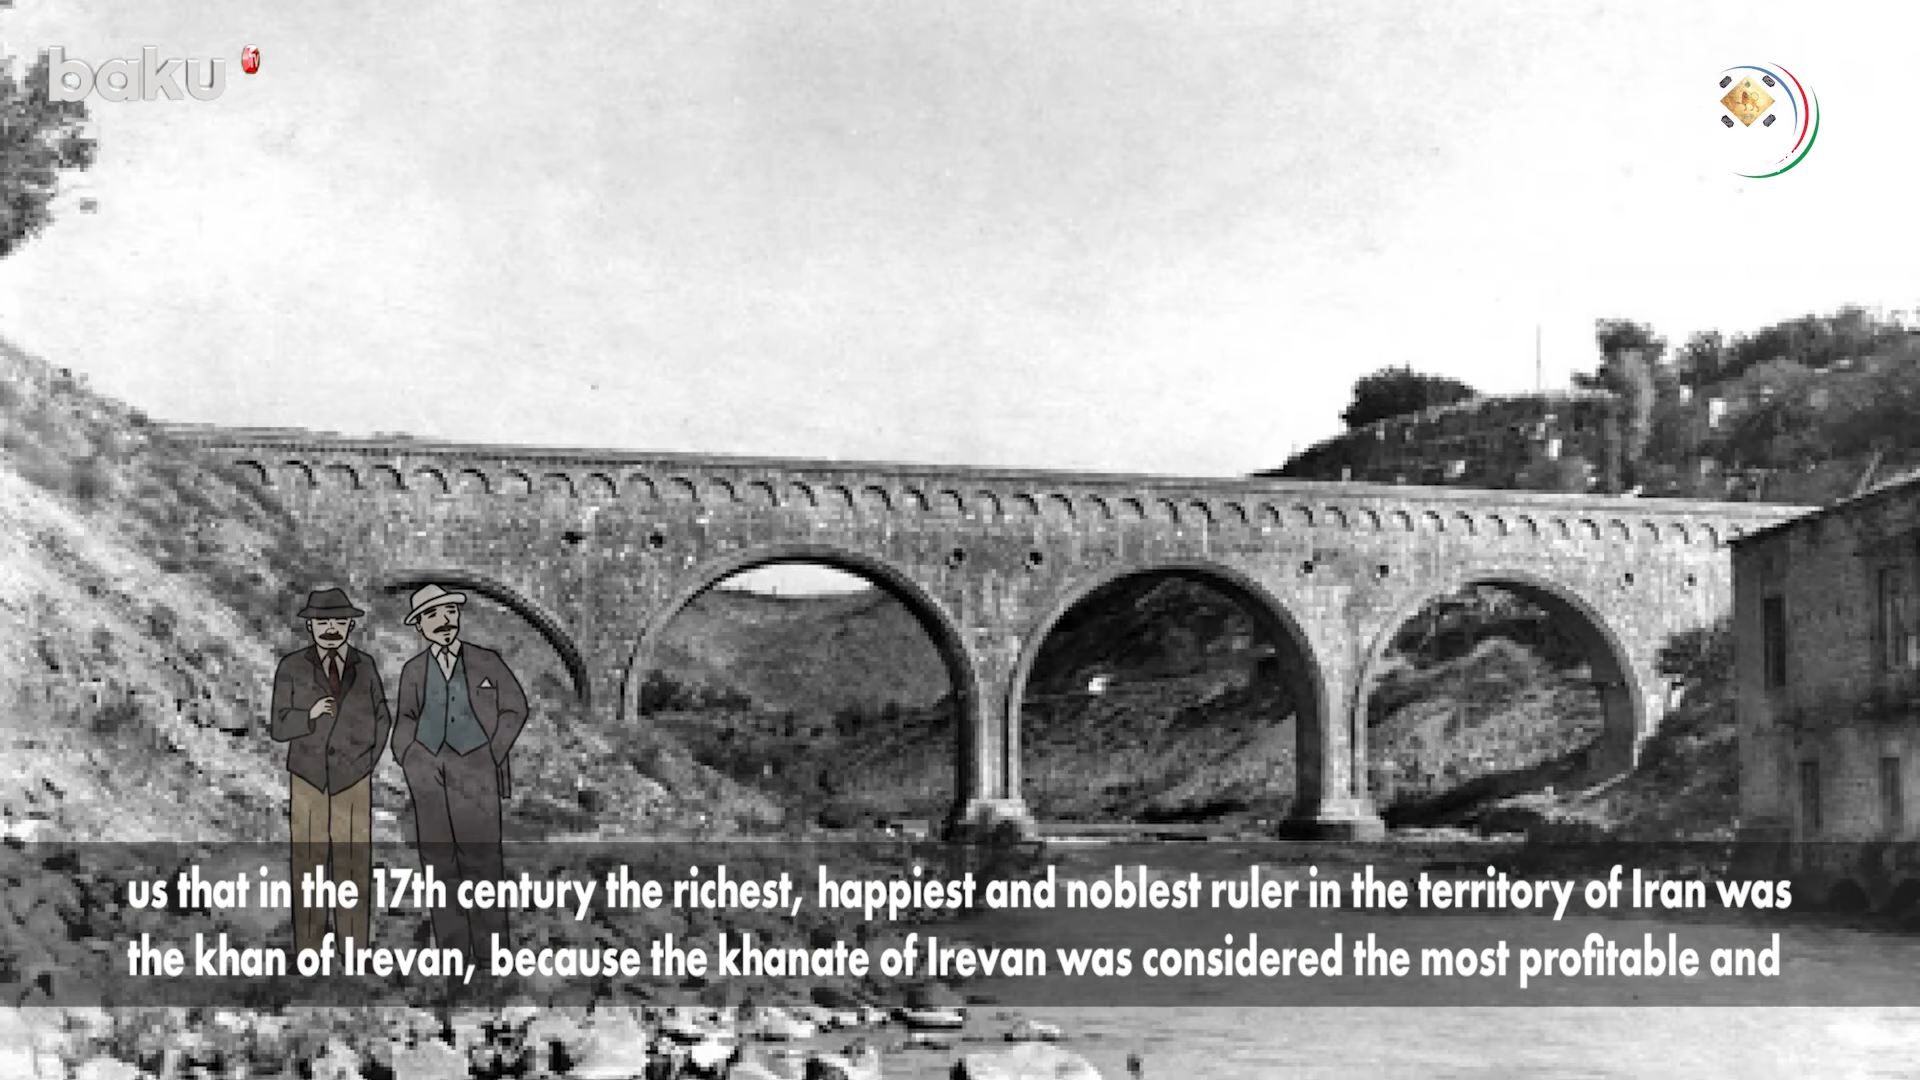 baku
TV
us that in the 17th century the richest, happiest and noblest ruler in the territory of Iran was
the khan of Irevan, because the khanate of Irevan was considered the most profitable and